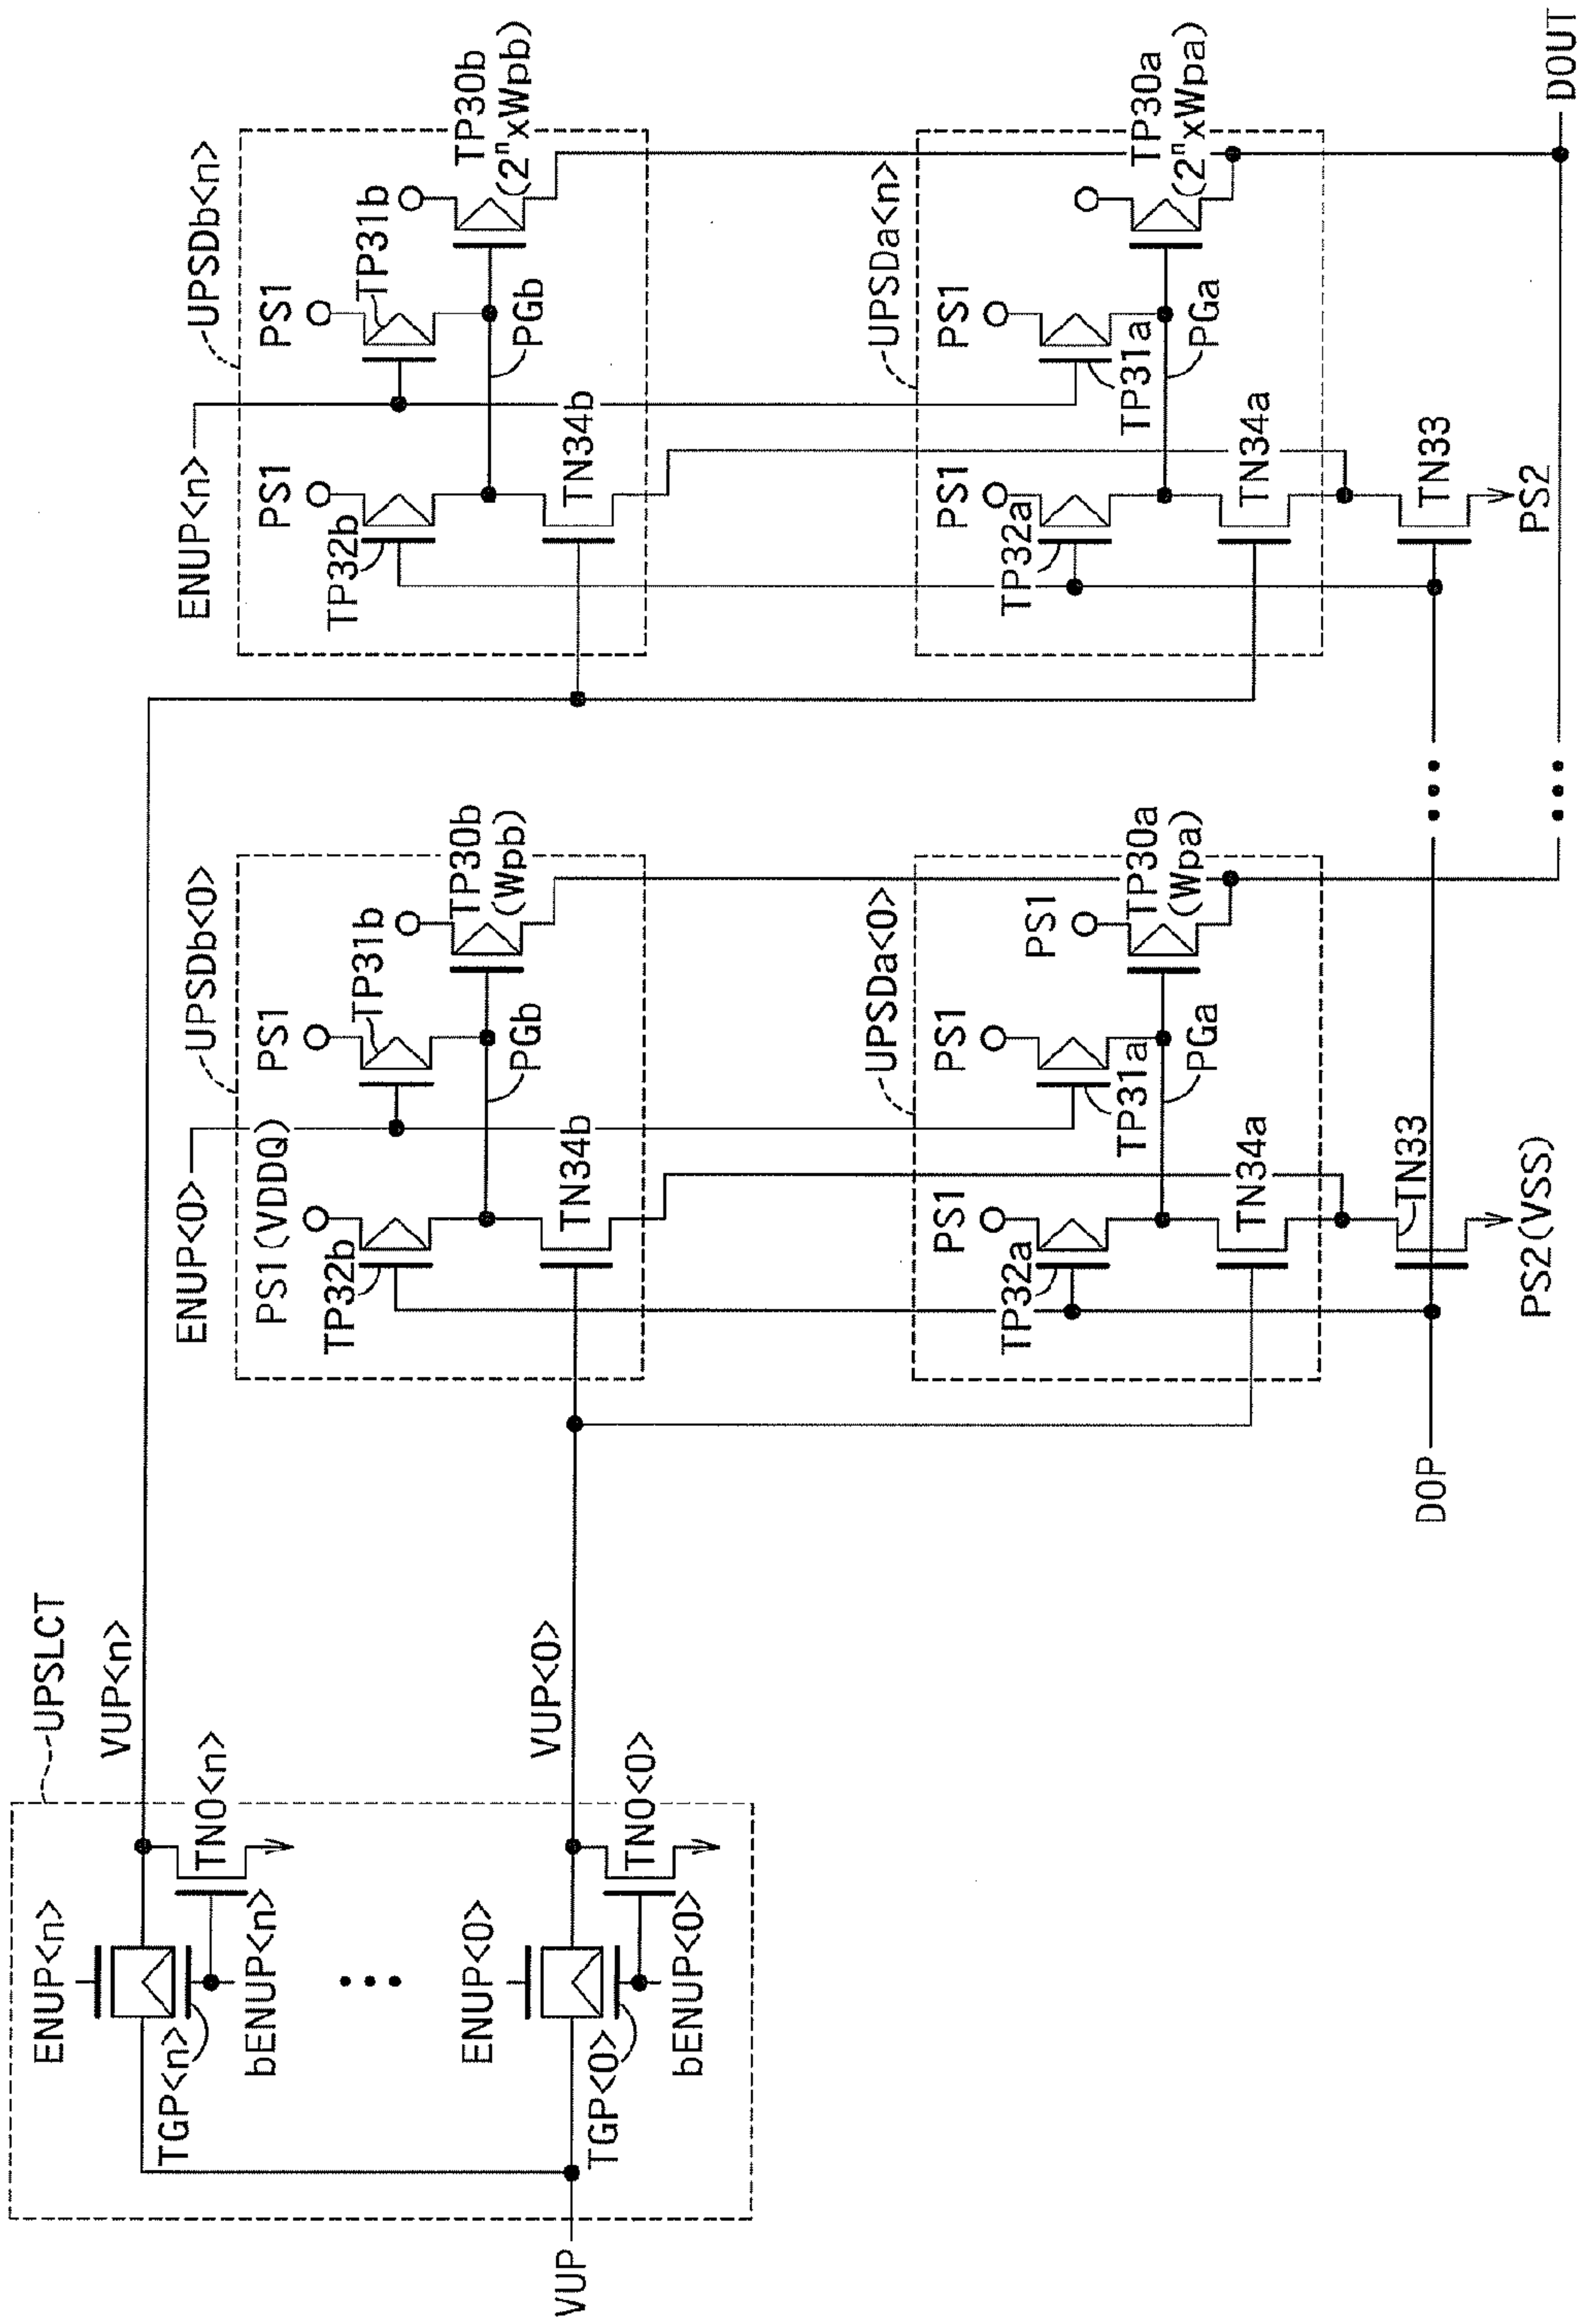 UPSLCT
ENUP<n>
TGP<n>
bENUP<n>
TN0<n>
VUP<n>
ENUP<0>
TGP<0>
bENUP<0>
TN0<0>
VUP<0>
VUP
ENUP<0>
UPSDb<0>
PS1(VDDQ)
PS1
TP32b
TP31b
TP30b
(Wpb)
PGb
TN34b
UPSDa<0>
PS1
PS1
PS1
TP32a
TP31a
TP30a
(Wpa)
PGa
TN34a
TN33
PS2(VSS)
DOP
ENUP<n>
UPSDb<n>
PS1
PS1
TP32b
TP31b
TP30b
(2ⁿxWpb)
PGb
TN34b
UPSDa<n>
PS1
PS1
TP32a
TP31a
TP30a
(2ⁿxWpa)
PGa
TN34a
TN33
PS2
DOUT